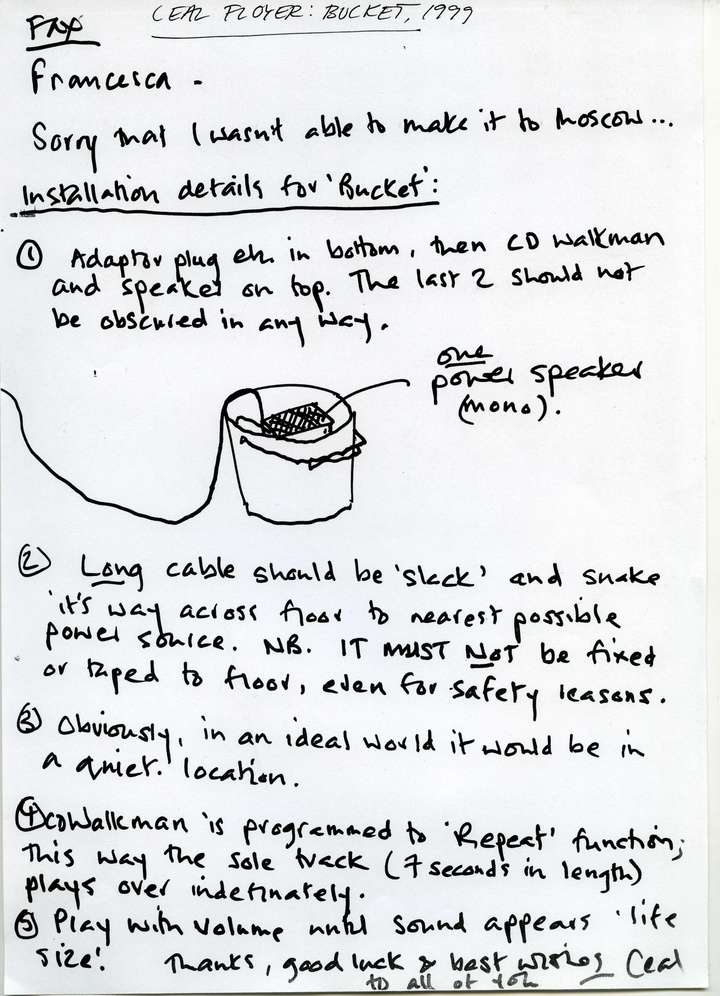 CEAL FLOYER: BUCKET, 1999
FAX
Francesca -
Sorry that I wasn't able to make it to Moscow...
Installation details for 'Bucket':
① Adaptor plug etc. in bottom, then CD walkman
and speaker on top. The last 2 should not
be obscured in any way.
one
power speaker
(mono).
② Long cable should be 'slack' and snake
it's way across floor to nearest possible
power source. NB. IT MUST NOT be fixed
or taped to floor, even for safety reasons.
③ Obviously, in an ideal world it would be in
a quiet location.
④ CD Walkman is programmed to 'Repeat' function;
this way the sole track (7 seconds in length)
plays over indefinately.
⑤ Play with volume until sound appears 'life
size'. Thanks, good luck & best wishes Ceal
to all of you